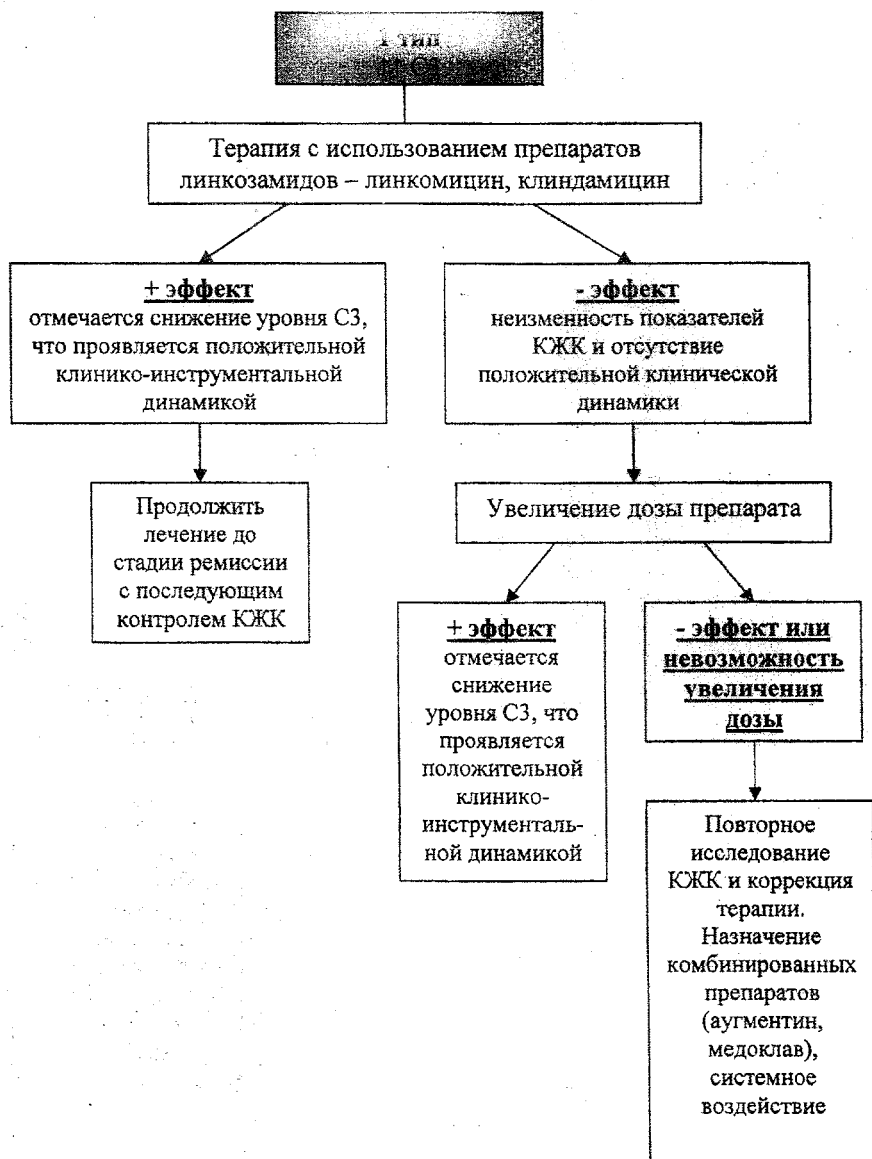 1 тип
Терапия с использованием препаратов
линкозамидов – линкомицин, клиндамицин
+ эффект
отмечается снижение уровня С3,
что проявляется положительной
клинико-инструментальной
динамикой
- эффект
неизменность показателей
КЖК и отсутствие
положительной клинической
динамики
Продолжить
лечение до
стадии ремиссии
с последующим
контролем КЖК
Увеличение дозы препарата
+ эффект
отмечается
снижение
уровня С3, что
проявляется
положительной
клинико-
инструменталь-
ной динамикой
- эффект или
невозможность
увеличения
дозы
Повторное
исследование
КЖК и коррекция
терапии.
Назначение
комбинированных
препаратов
(аугментин,
медоклав),
системное
воздействие